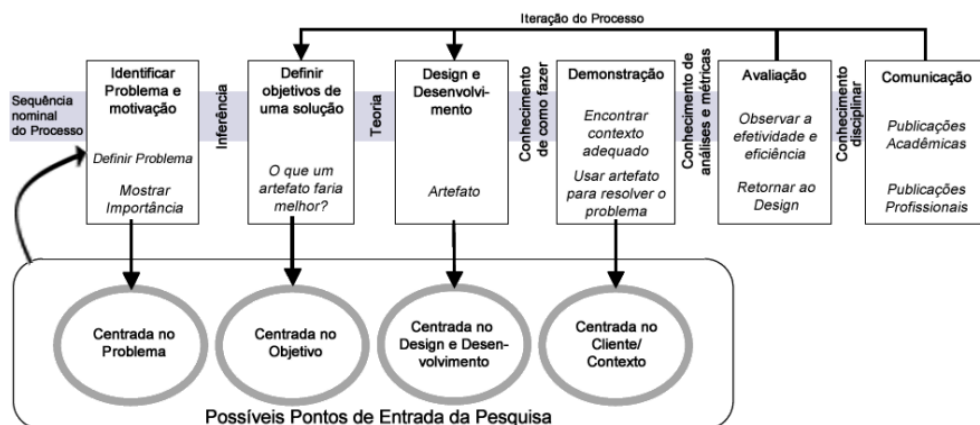 Iteração do Processo
Sequência
nominal
do Processo
Identificar
Problema e
motivação
Definir Problema
Mostrar
Importância
Inferência
Definir
objetivos de
uma solução
O que um
artefato faria
melhor?
Teoria
Design e
Desenvolvi-
mento
Artefato
Conhecimento
de como fazer
Demonstração
Encontrar
contexto
adequado
Usar artefato
para resolver o
problema
Conhecimento de
análises e métricas
Avaliação
Observar a
efetividade e
eficiência
Retornar ao
Design
Conhecimento
disciplinar
Comunicação
Publicações
Acadêmicas
Publicações
Profissionais
Centrada no
Problema
Centrada no
Objetivo
Centrada no
Design e Desen-
volvimento
Centrada no
Cliente/
Contexto
Possíveis Pontos de Entrada da Pesquisa